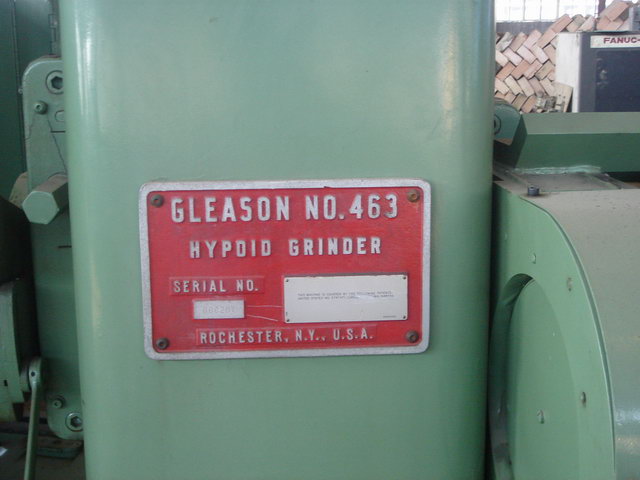 FANUC
GLEASON NO. 463
HYPOID GRINDER
SERIAL NO.
ROCHESTER, N.Y., U.S.A.